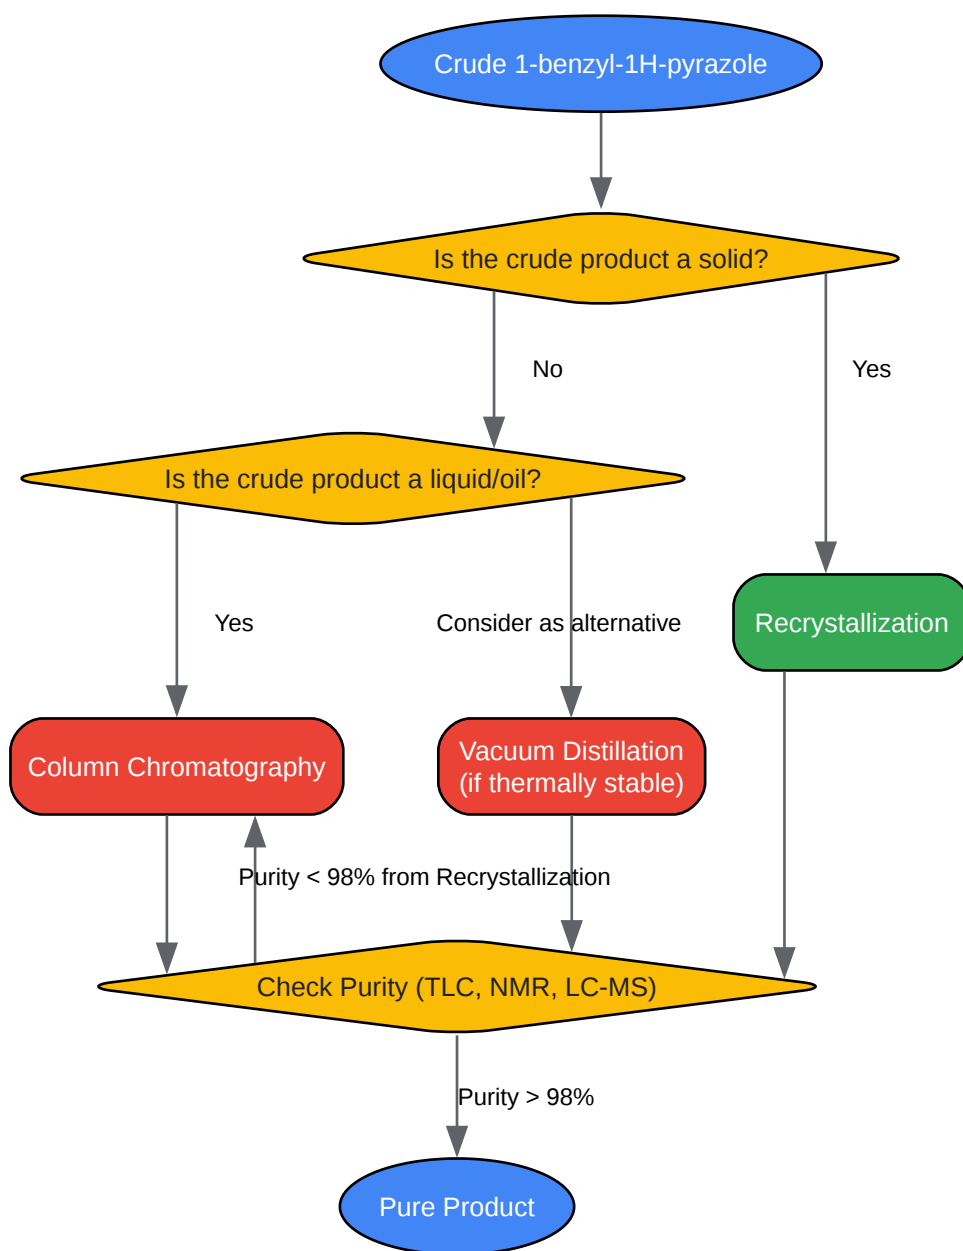 Crude 1-benzyl-1H-pyrazole
Is the crude product a solid?
No
Yes
Is the crude product a liquid/oil?
Yes
Consider as alternative
Recrystallization
Column Chromatography
Vacuum Distillation
(if thermally stable)
Purity < 98% from Recrystallization
Check Purity (TLC, NMR, LC-MS)
Purity > 98%
Pure Product